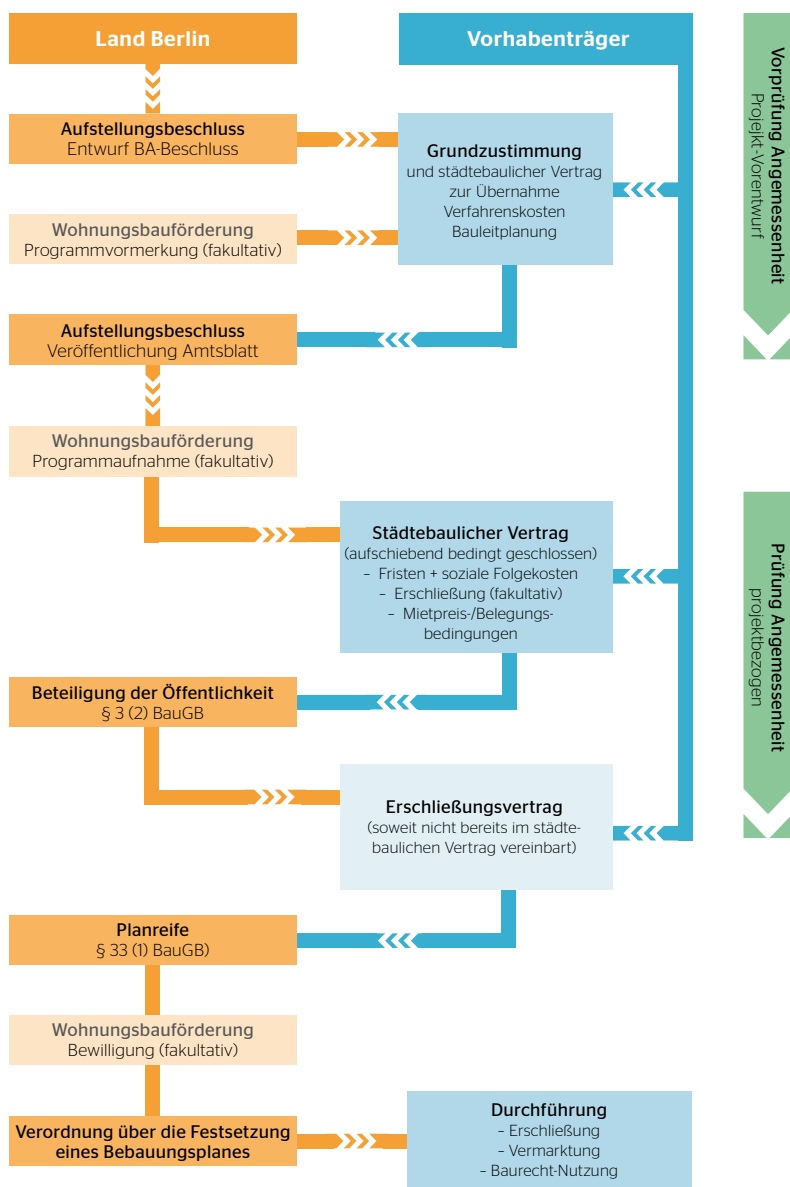 Land Berlin
Vorhabenträger
Aufstellungsbeschluss
Entwurf BA-Beschluss
Grundzustimmung
und städtebaulicher Vertrag
zur Übernahme
Verfahrenskosten
Bauleitplanung
Wohnungsbauförderung
Programmvormerkung (fakultativ)
Aufstellungsbeschluss
Veröffentlichung Amtsblatt
Vorprüfung Angemessenheit
Projekt-Vorentwurf
Wohnungsbauförderung
Programmaufnahme (fakultativ)
Städtebaulicher Vertrag
(aufschiebend bedingt geschlossen)
– Fristen + soziale Folgekosten
– Erschließung (fakultativ)
– Mietpreis-/Belegungs-
bedingungen
Prüfung Angemessenheit
projektbezogen
Beteiligung der Öffentlichkeit
§ 3 (2) BauGB
Erschließungsvertrag
(soweit nicht bereits im städte-
baulichen Vertrag vereinbart)
Planreife
§ 33 (1) BauGB)
Wohnungsbauförderung
Bewilligung (fakultativ)
Verordnung über die Festsetzung
eines Bebauungsplanes
Durchführung
– Erschließung
– Vermarktung
– Baurecht-Nutzung